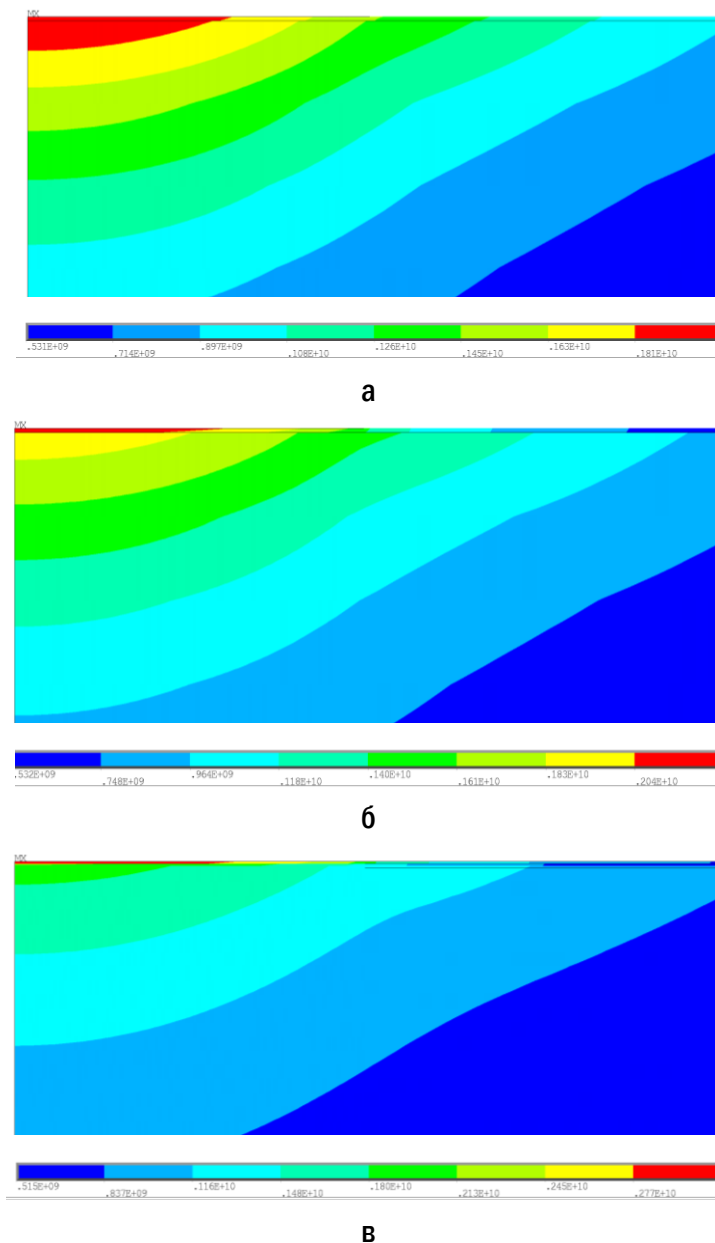 MX
.531E+09 .897E+09 .126E+10 .163E+10
.714E+09 .108E+10 .145E+10 .181E+10
а
MX
.532E+09 .964E+09 .140E+10 .183E+10
.748E+09 .118E+10 .161E+10 .204E+10
б
MX
.515E+09 .116E+10 .180E+10 .245E+10
.837E+09 .148E+10 .213E+10 .277E+10
в